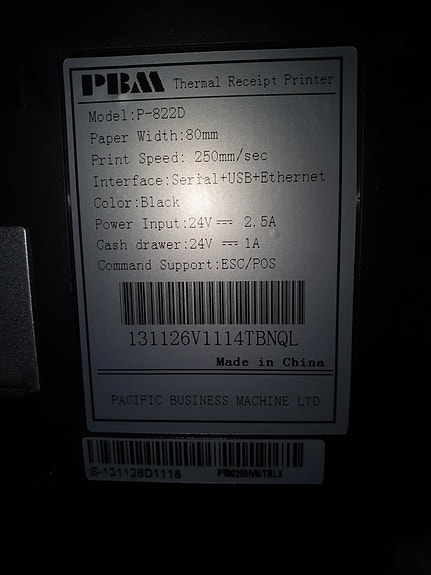 PBM Thermal Receipt Printer
Model:P-822D
Paper Width:80mm
Print Speed: 250mm/sec
Interface:Serial+USB+Ethernet
Color:Black
Power Input:24V ⎓ 2.5A
Cash drawer:24V ⎓ 1A
Command Support:ESC/POS
131126V1114TBNQL
Made in China
PACIFIC BUSINESS MACHINE LTD
S-131126D1118